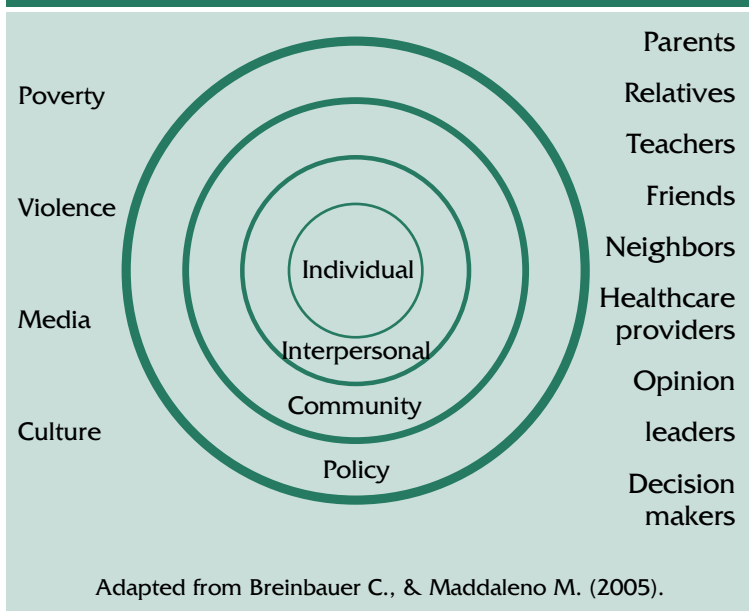 Poverty
Violence
Media
Culture
Individual
Interpersonal
Community
Policy
Parents
Relatives
Teachers
Friends
Neighbors
Healthcare
providers
Opinion
leaders
Decision
makers
Adapted from Breinbauer C., & Maddaleno M. (2005).